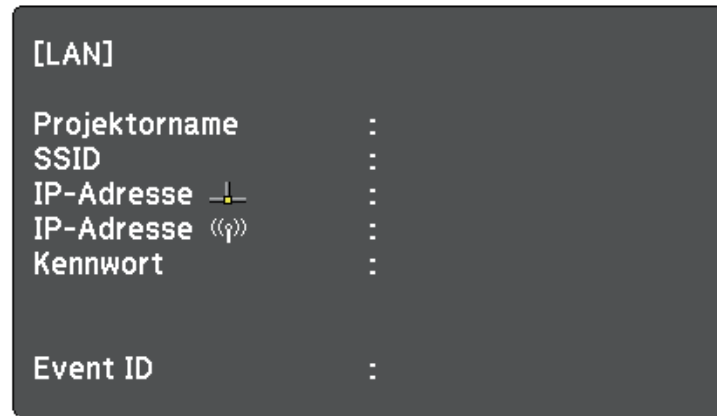 [LAN]
Projektorname :
SSID :
IP-Adresse :
IP-Adresse :
Kennwort :
Event ID :